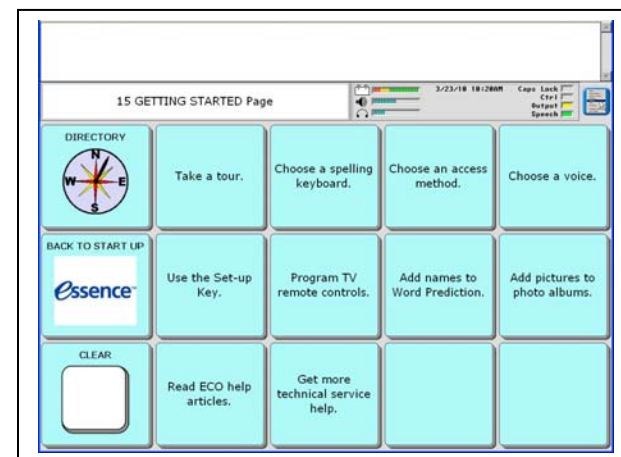 15 GETTING STARTED Page
3/23/10 10:20AM
Caps Lock
Ctrl
Output
Speech
DIRECTORY
N
W
E
S
Take a tour.
Choose a spelling
keyboard.
Choose an access
method.
Choose a voice.
BACK TO START UP
essence
Use the Set-up
Key.
Program TV
remote controls.
Add names to
Word Prediction.
Add pictures to
photo albums.
CLEAR
Read ECO help
articles.
Get more
technical service
help.